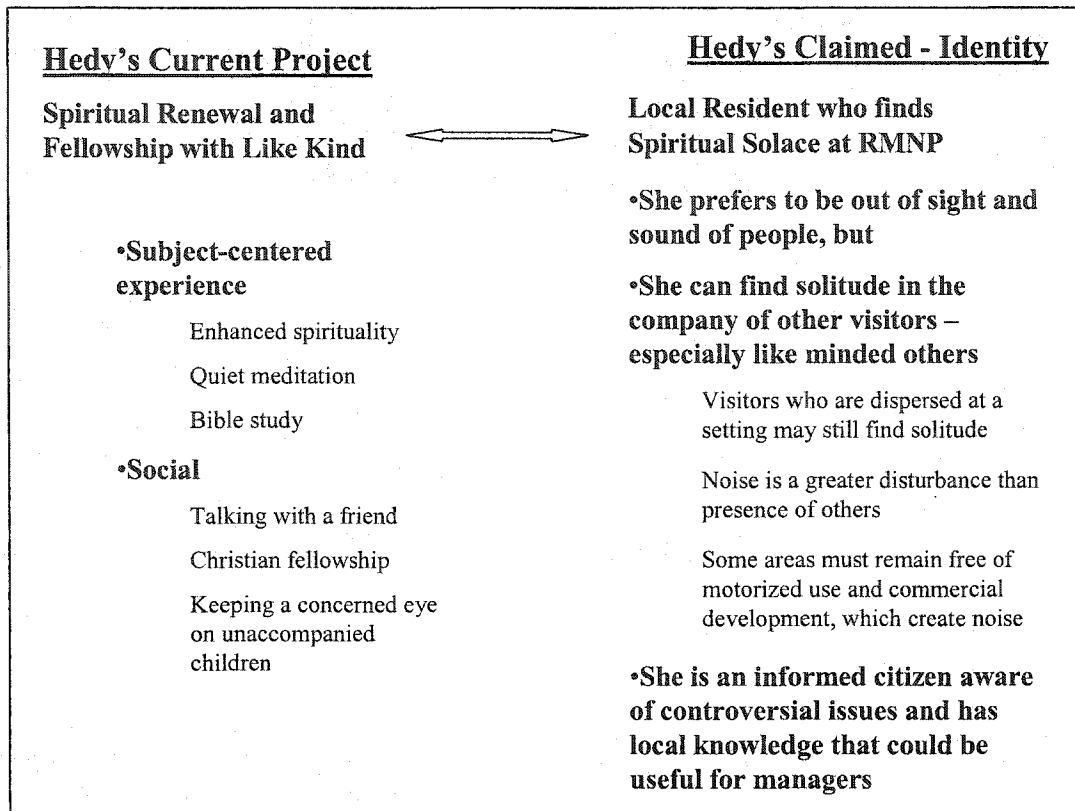 Hedy's Current Project
Spiritual Renewal and
Fellowship with Like Kind
•Subject-centered
experience
Enhanced spirituality
Quiet meditation
Bible study
•Social
Talking with a friend
Christian fellowship
Keeping a concerned eye
on unaccompanied
children
Hedy's Claimed - Identity
Local Resident who finds
Spiritual Solace at RMNP
•She prefers to be out of sight and
sound of people, but
•She can find solitude in the
company of other visitors –
especially like minded others
Visitors who are dispersed at a
setting may still find solitude
Noise is a greater disturbance than
presence of others
Some areas must remain free of
motorized use and commercial
development, which create noise
•She is an informed citizen aware
of controversial issues and has
local knowledge that could be
useful for managers